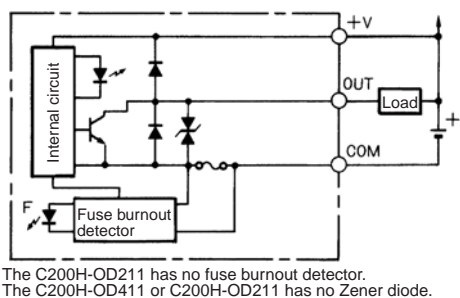 +V
OUT
Load
Internal circuit
+
COM
F
Fuse burnout
detector
The C200H-OD211 has no fuse burnout detector.
The C200H-OD411 or C200H-OD211 has no Zener diode.